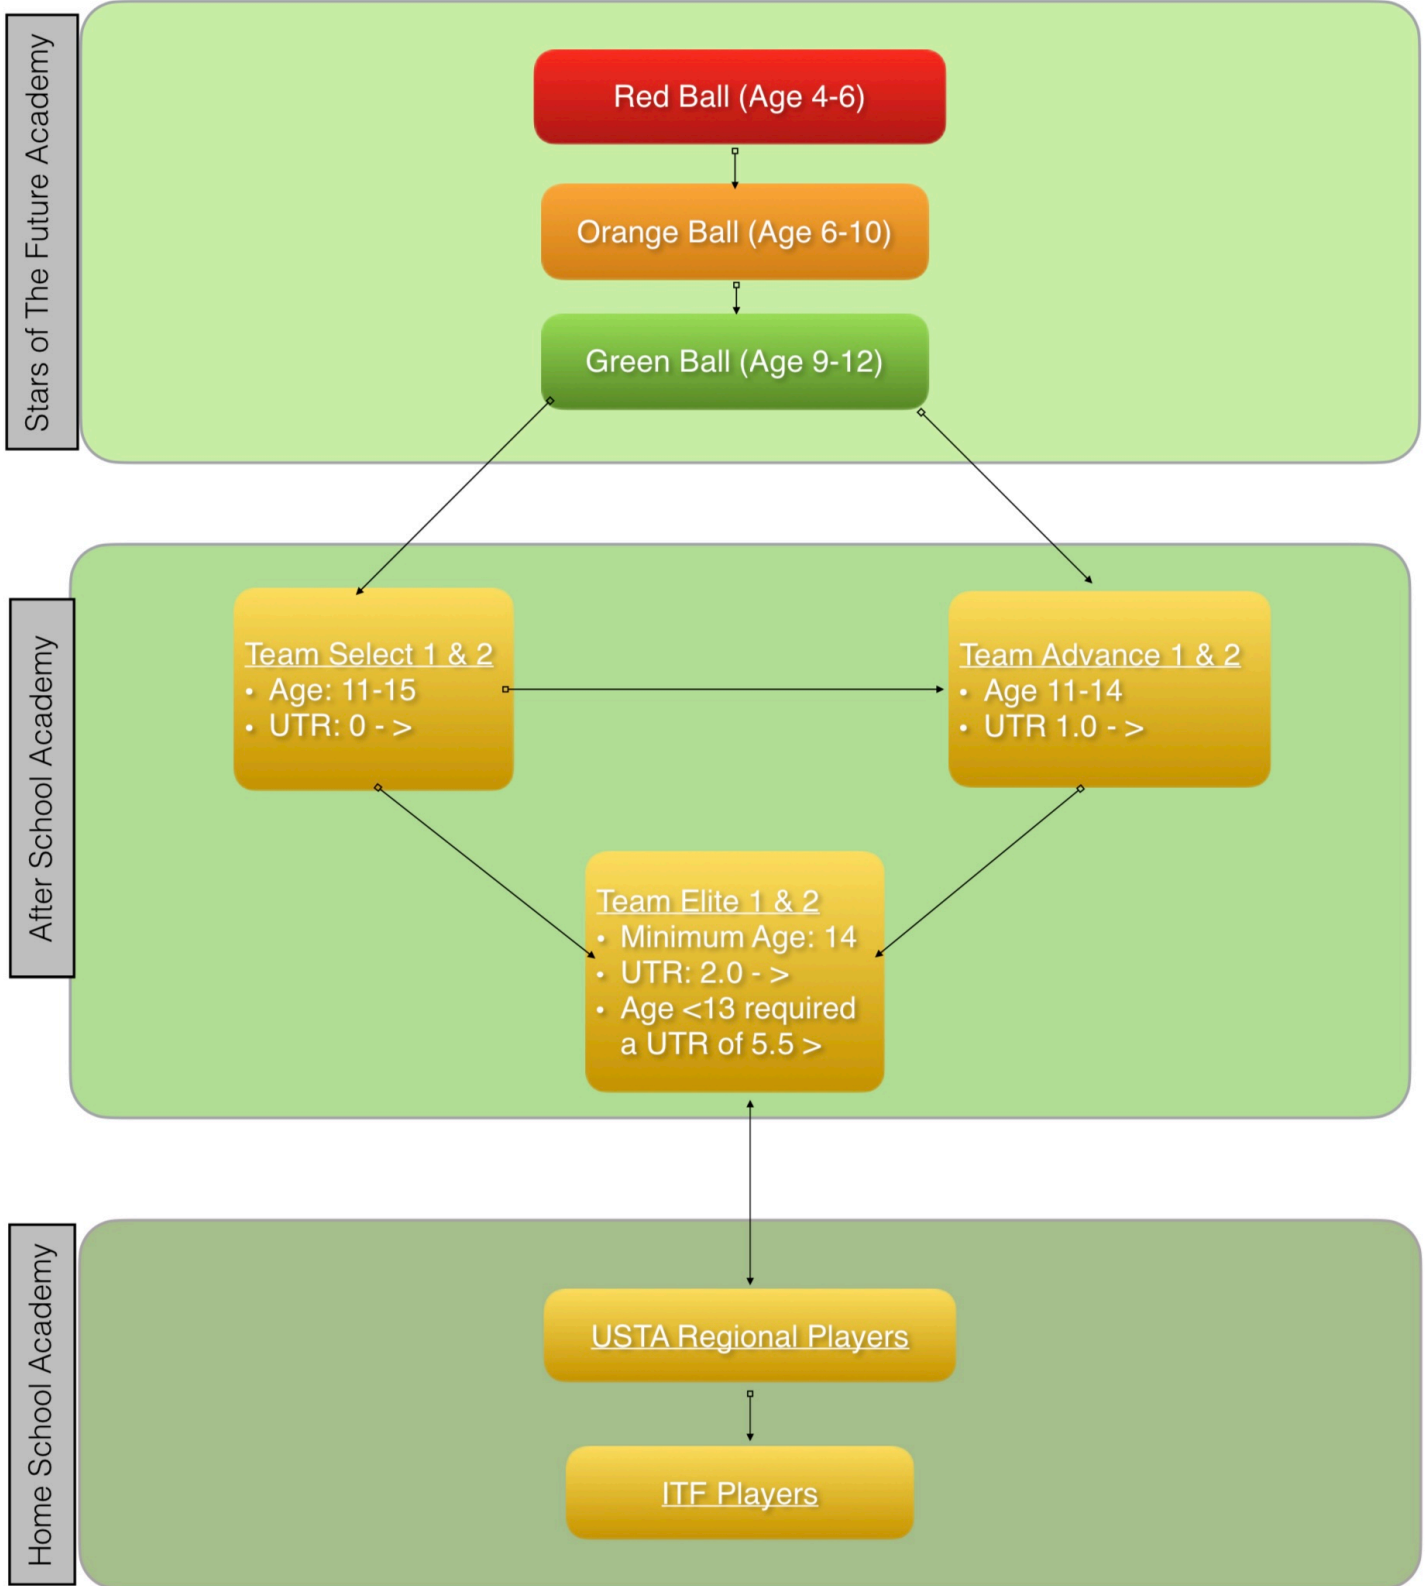 Stars of The Future Academy
Red Ball (Age 4-6)
Orange Ball (Age 6-10)
Green Ball (Age 9-12)
After School Academy
Team Select 1 & 2
• Age: 11-15
• UTR: 0 - >
Team Advance 1 & 2
• Age 11-14
• UTR 1.0 - >
Team Elite 1 & 2
• Minimum Age: 14
• UTR: 2.0 - >
• Age <13 required
a UTR of 5.5 >
Home School Academy
USTA Regional Players
ITF Players